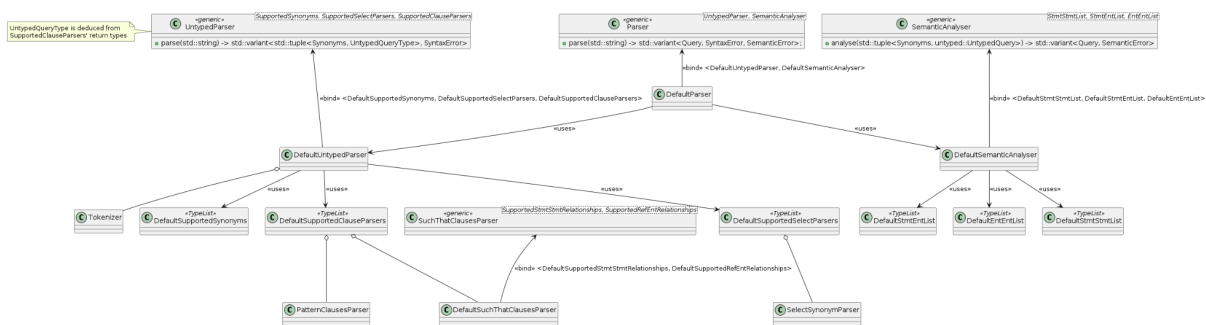 SupportedSynonyms, SupportedSelectParsers, SupportedClauseParsers
«generic»
UntypedParser
parse(std::string) -> std::variant<std::tuple<Synonyms, UntypedQueryType>, SyntaxError>
UntypedQueryType is deduced from
SupportedClauseParsers' return types
UntypedParser, SemanticAnalyser
«generic»
Parser
parse(std::string) -> std::variant<Query, SyntaxError, SemanticError>;
StmtStmtList, StmtEntList, EntEntList
«generic»
SemanticAnalyser
analyse(std::tuple<Synonyms, untyped::UntypedQuery>) -> std::variant<Query, SemanticError>
«bind» <DefaultUntypedParser, DefaultSemanticAnalyser>
«bind» <DefaultSupportedSynonyms, DefaultSupportedSelectParsers, DefaultSupportedClauseParsers>
DefaultParser
«bind» <DefaultStmtStmtList, DefaultStmtEntList, DefaultEntEntList>
«uses»
«uses»
DefaultUntypedParser
DefaultSemanticAnalyser
«uses»
«uses»
«uses»
«uses»
«uses»
«uses»
Tokenizer
«TypeList»
DefaultSupportedSynonyms
«TypeList»
DefaultSupportedClauseParsers
SupportedStmtStmtRelationships, SupportedRefEntRelationships
«generic»
SuchThatClausesParser
«TypeList»
DefaultSupportedSelectParsers
«TypeList»
DefaultStmtEntList
«TypeList»
DefaultEntEntList
«TypeList»
DefaultStmtStmtList
«bind» <DefaultSupportedStmtStmtRelationships, DefaultSupportedRefEntRelationships>
PatternClausesParser
DefaultSuchThatClausesParser
SelectSynonymParser